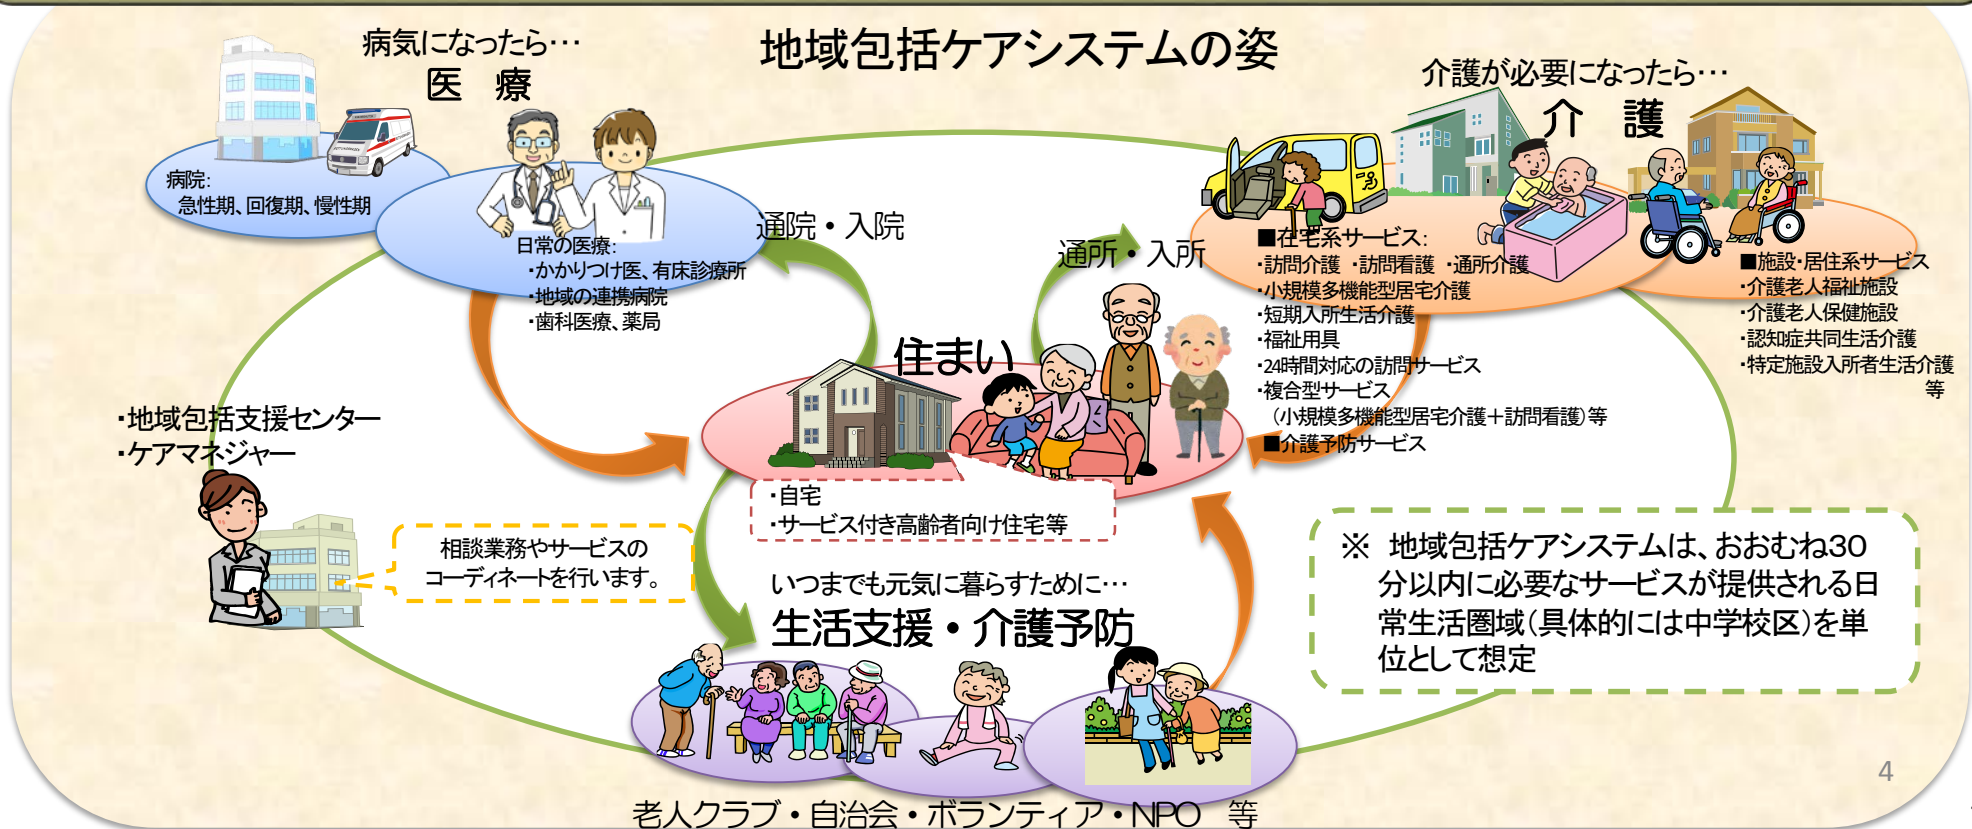 地域包括ケアシステムの姿
病気になったら…
医 療
病院:
急性期、回復期、慢性期
日常の医療:
・かかりつけ医、有床診療所
・地域の連携病院
・歯科医療、薬局
通院・入院
通所・入所
介護が必要になったら…
介 護
■在宅系サービス:
・訪問介護 ・訪問看護 ・通所介護
・小規模多機能型居宅介護
・短期入所生活介護
・福祉用具
・24時間対応の訪問サービス
・複合型サービス
(小規模多機能型居宅介護+訪問看護)等
■介護予防サービス
■施設・居住系サービス
・介護老人福祉施設
・介護老人保健施設
・認知症共同生活介護
・特定施設入所者生活介護
等
住まい
・自宅
・サービス付き高齢者向け住宅等
・地域包括支援センター
・ケアマネジャー
相談業務やサービスの
コーディネートを行います。
いつまでも元気に暮らすために…
生活支援・介護予防
老人クラブ・自治会・ボランティア・NPO 等
※ 地域包括ケアシステムは、おおむね30
分以内に必要なサービスが提供される日
常生活圏域(具体的には中学校区)を単
位として想定
4